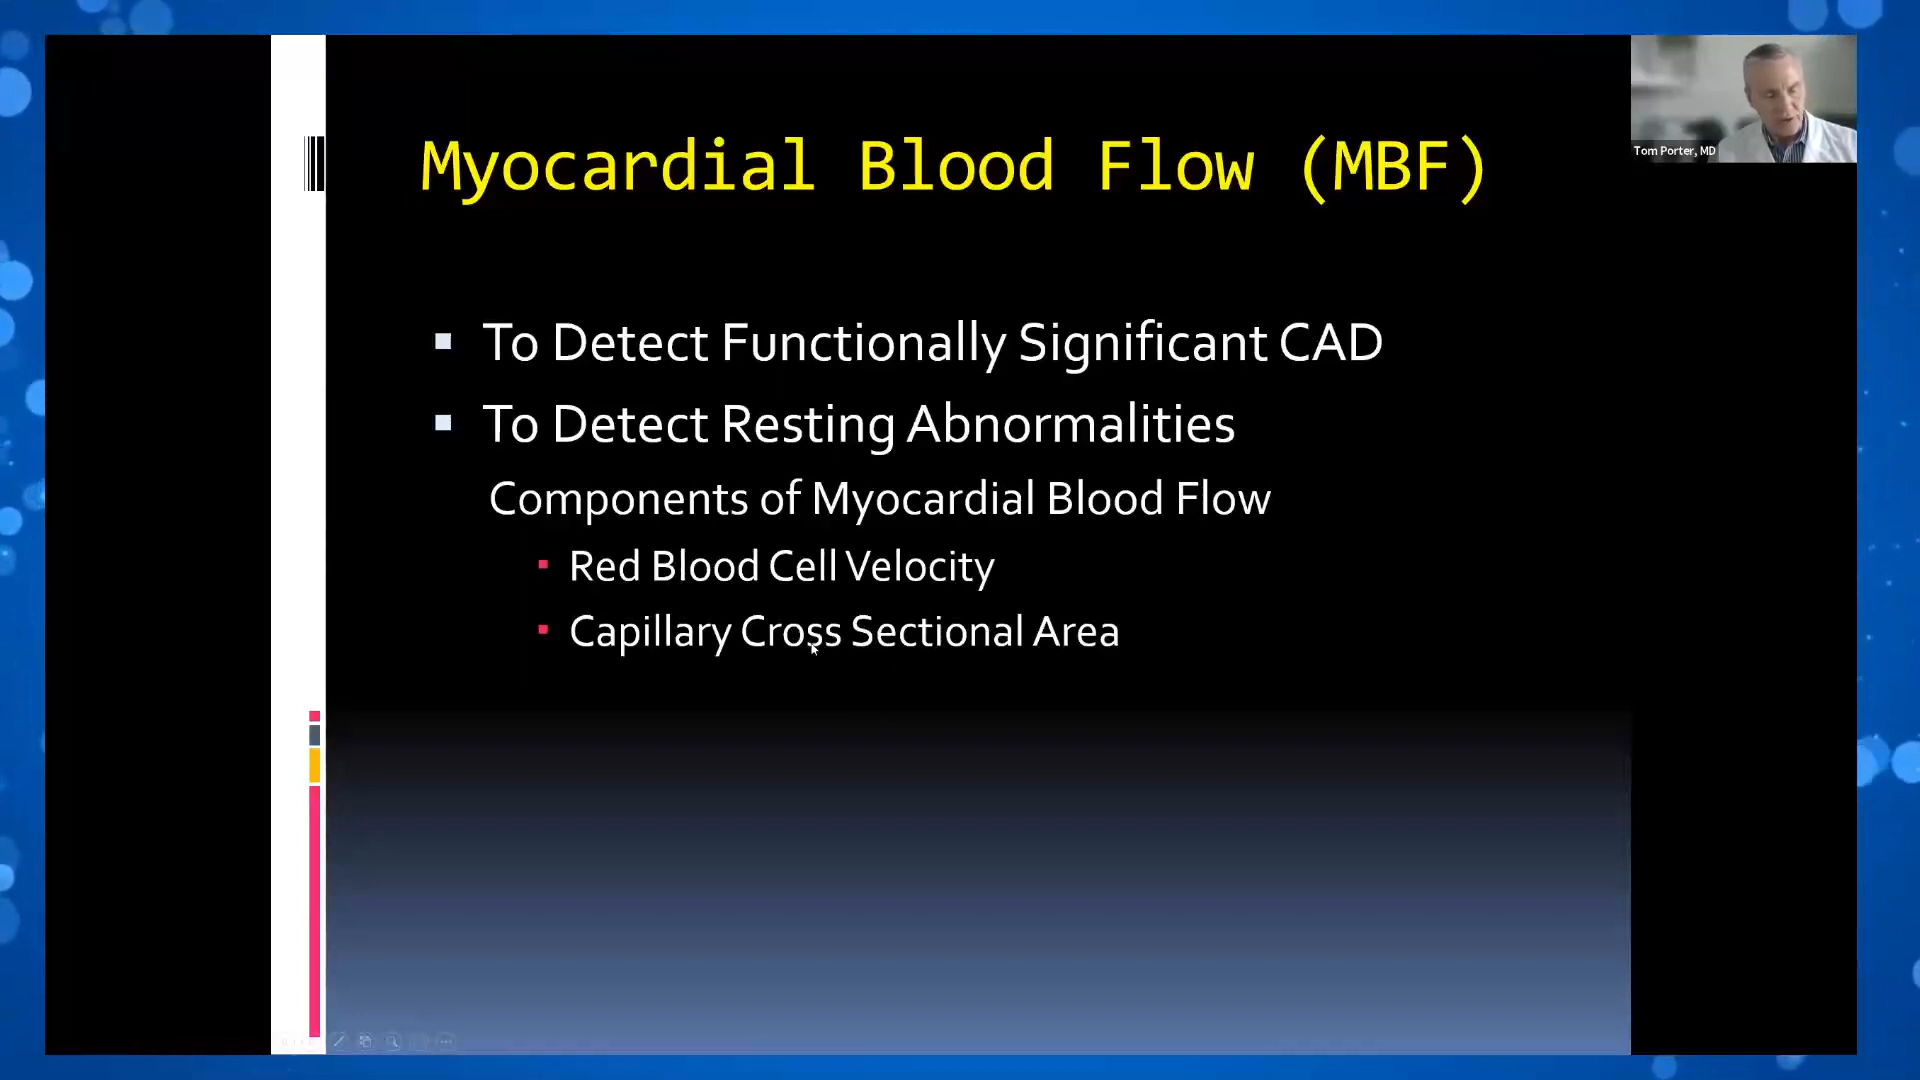 Myocardial Blood Flow (MBF)
Tom Porter, MD
To Detect Functionally Significant CAD
To Detect Resting Abnormalities
Components of Myocardial Blood Flow
Red Blood Cell Velocity
Capillary Cross Sectional Area